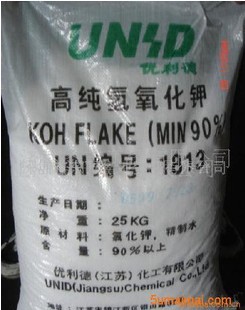 UNID
优利德
高纯氢氧化钾
KOH FLAKE (MIN 90%
UN编号:1813
生产日期:
净 重:25KG
原材料:氯化钾,精制水
含 量:90%以上
优利德(江苏)化工有限公
UNID(Jiangsu)Chemical Co.,Ltd